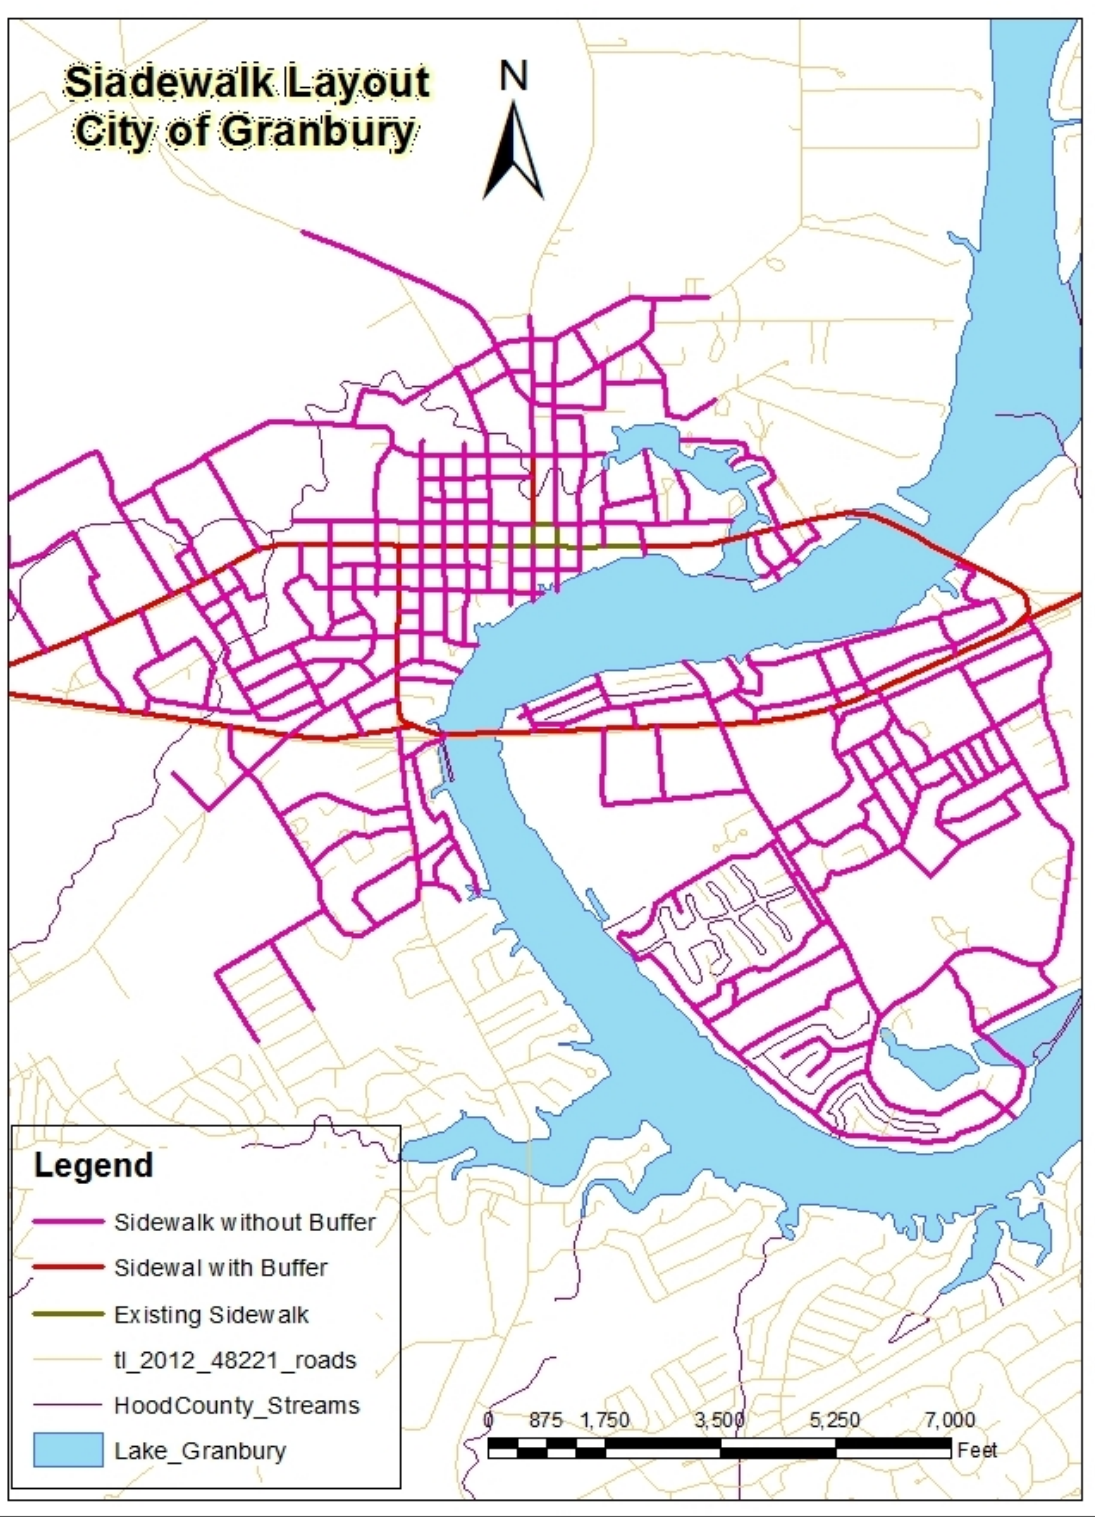 Siadewalk Layout
City of Granbury
N
Legend
Sidewalk without Buffer
Sidewal with Buffer
Existing Sidewalk
tl_2012_48221_roads
HoodCounty_Streams
Lake_Granbury
0 875 1,750 3,500 5,250 7,000
Feet